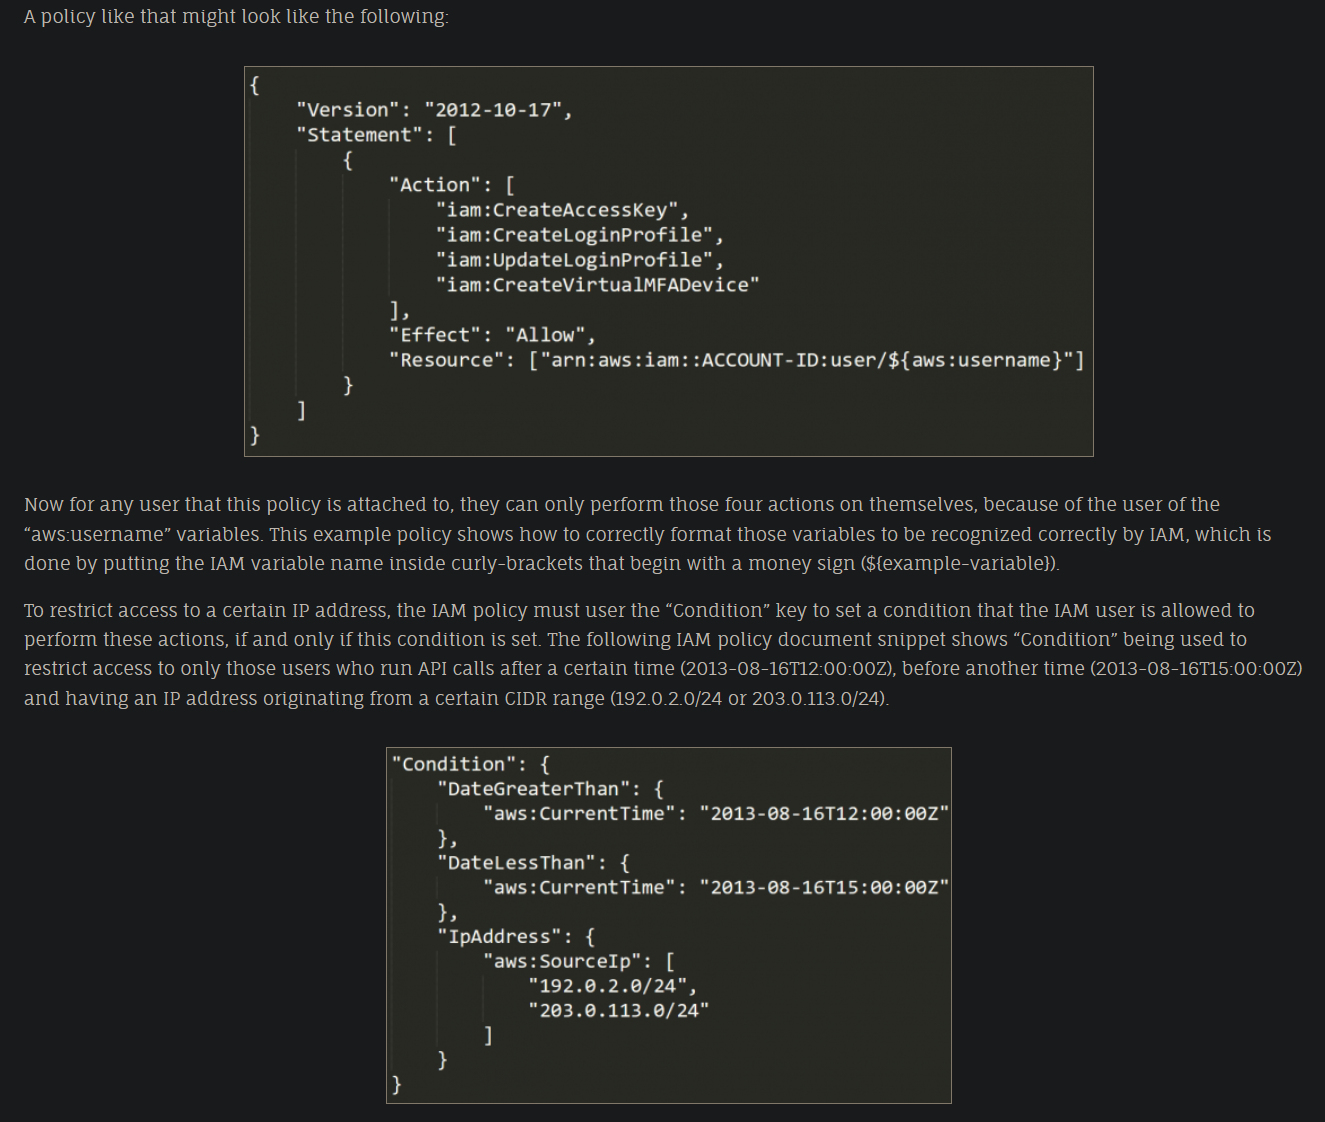 A policy like that might look like the following:
{
"Version": "2012-10-17",
"Statement": [
{
"Action": [
"iam:CreateAccessKey",
"iam:CreateLoginProfile",
"iam:UpdateLoginProfile",
"iam:CreateVirtualMFADevice"
],
"Effect": "Allow",
"Resource": ["arn:aws:iam::ACCOUNT-ID:user/${aws:username}"]
}
]
}
Now for any user that this policy is attached to, they can only perform those four actions on themselves, because of the user of the
“aws:username” variables. This example policy shows how to correctly format those variables to be recognized correctly by IAM, which is
done by putting the IAM variable name inside curly-brackets that begin with a money sign (${example-variable}).
To restrict access to a certain IP address, the IAM policy must user the “Condition” key to set a condition that the IAM user is allowed to
perform these actions, if and only if this condition is set. The following IAM policy document snippet shows “Condition” being used to
restrict access to only those users who run API calls after a certain time (2013-08-16T12:00:00Z), before another time (2013-08-16T15:00:00Z)
and having an IP address originating from a certain CIDR range (192.0.2.0/24 or 203.0.113.0/24).
"Condition": {
"DateGreaterThan": {
"aws:CurrentTime": "2013-08-16T12:00:00Z"
},
"DateLessThan": {
"aws:CurrentTime": "2013-08-16T15:00:00Z"
},
"IpAddress": {
"aws:SourceIp": [
"192.0.2.0/24",
"203.0.113.0/24"
]
}
}